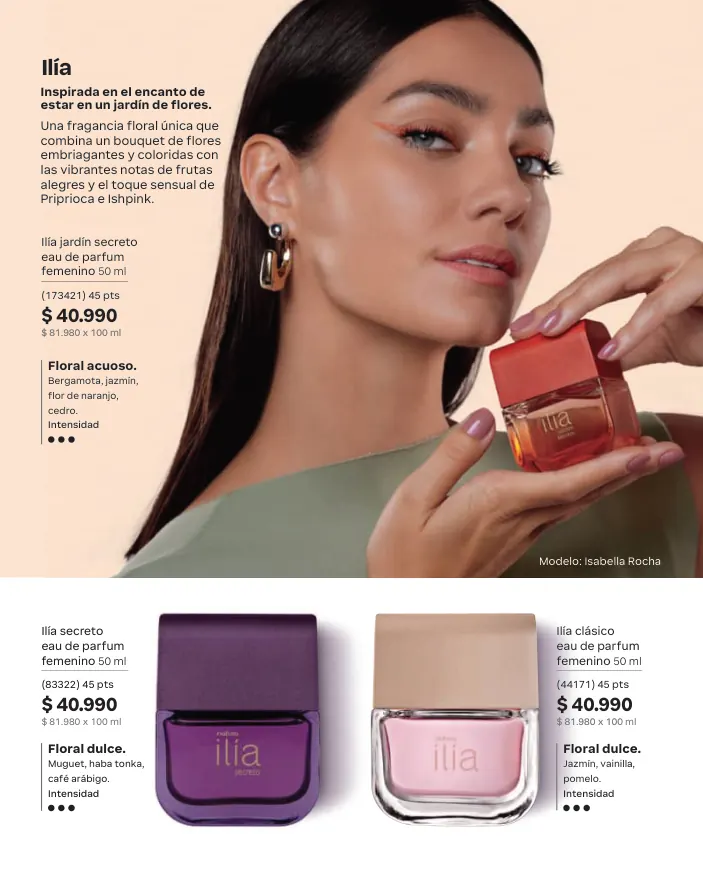 Ilía
Inspirada en el encanto de
estar en un jardín de flores.
Una fragancia floral única que
combina un bouquet de flores
embriagantes y coloridas con
las vibrantes notas de frutas
alegres y el toque sensual de
Priprioca e Ishpink.
Ilía jardín secreto
eau de parfum
femenino 50 ml
(173421) 45 pts
$ 40.990
$ 81.980 x 100 ml
Floral acuoso.
Bergamota, jazmín,
flor de naranjo,
cedro.
Intensidad
ilía
Modelo: Isabella Rocha
Ilía secreto
eau de parfum
femenino 50 ml
(83322) 45 pts
$ 40.990
$ 81.980 x 100 ml
Floral dulce.
Muguet, haba tonka,
café arábigo.
Intensidad
natura
ilía
SECRETO
natura
ilía
Ilía clásico
eau de parfum
femenino 50 ml
(44171) 45 pts
$ 40.990
$ 81.980 x 100 ml
Floral dulce.
Jazmín, vainilla,
pomelo.
Intensidad